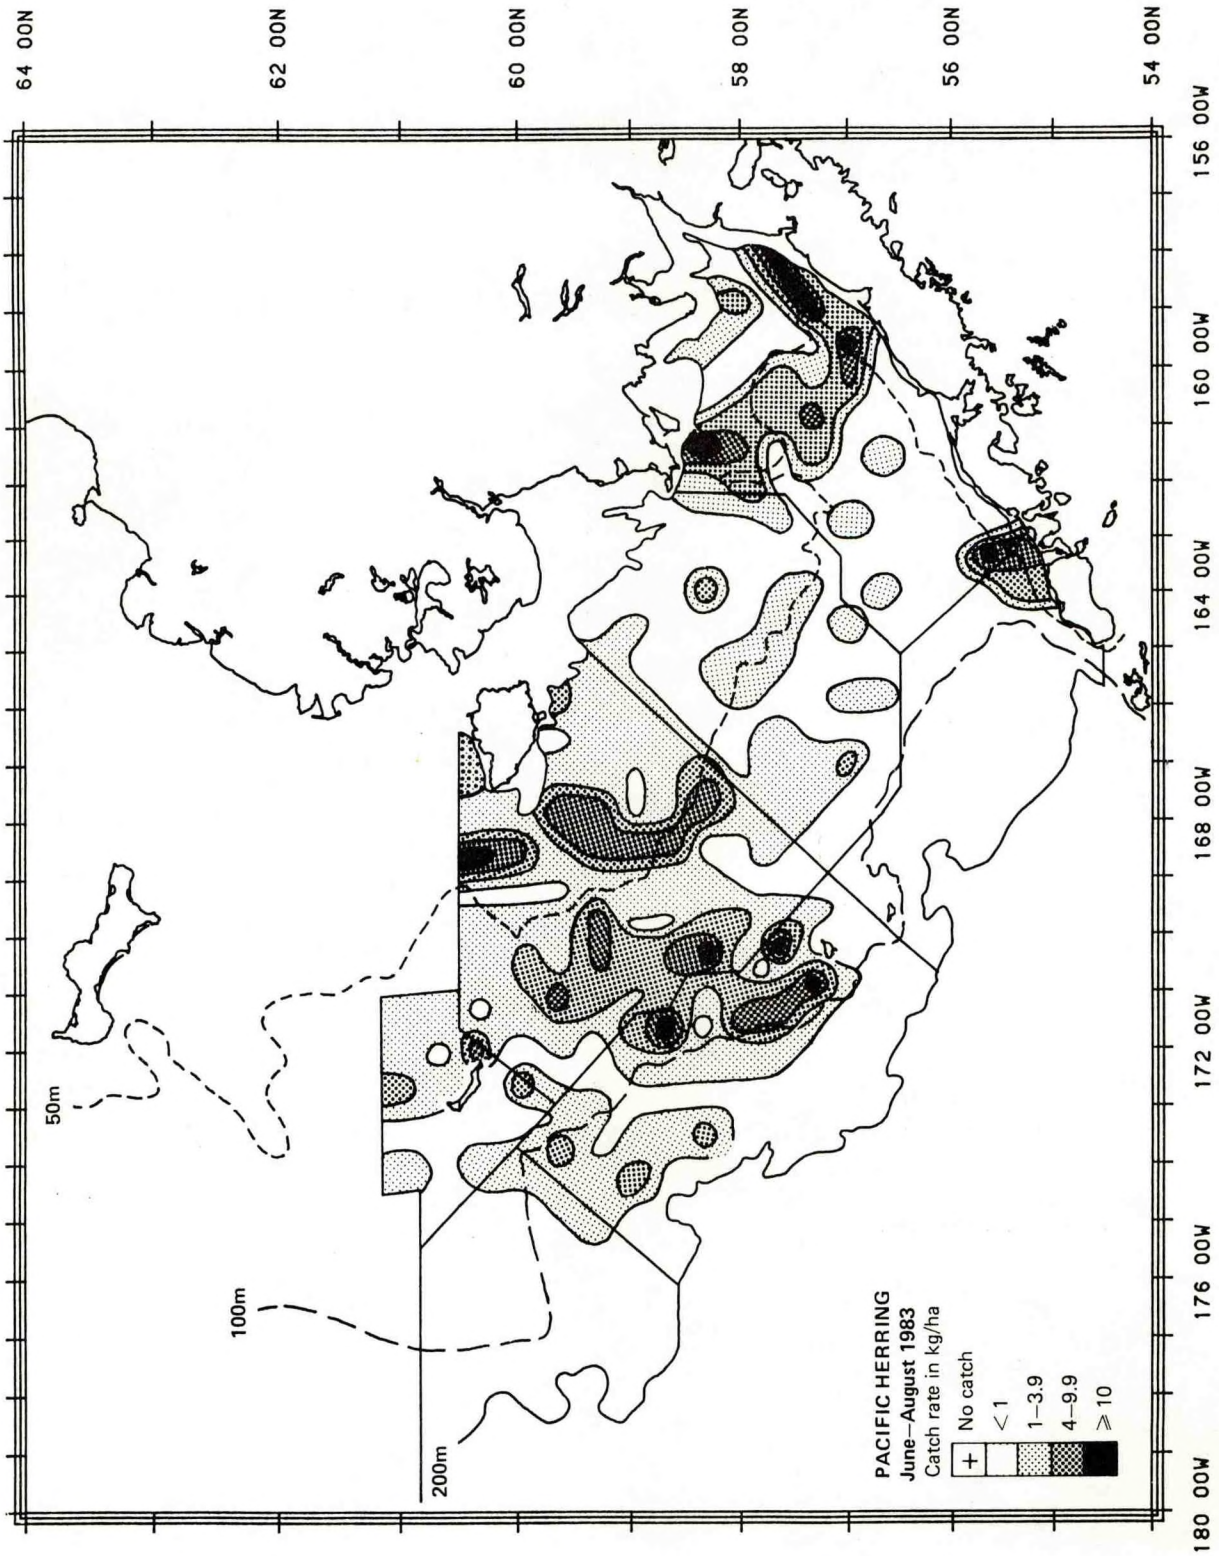 64 00N
62 00N
60 00N
58 00N
56 00N
54 00N
180 00W
176 00W
172 00W
168 00W
164 00W
160 00W
156 00W
50m
100m
200m
PACIFIC HERRING
June–August 1983
Catch rate in kg/ha
+ No catch
< 1
1–3.9
4–9.9
⩾ 10